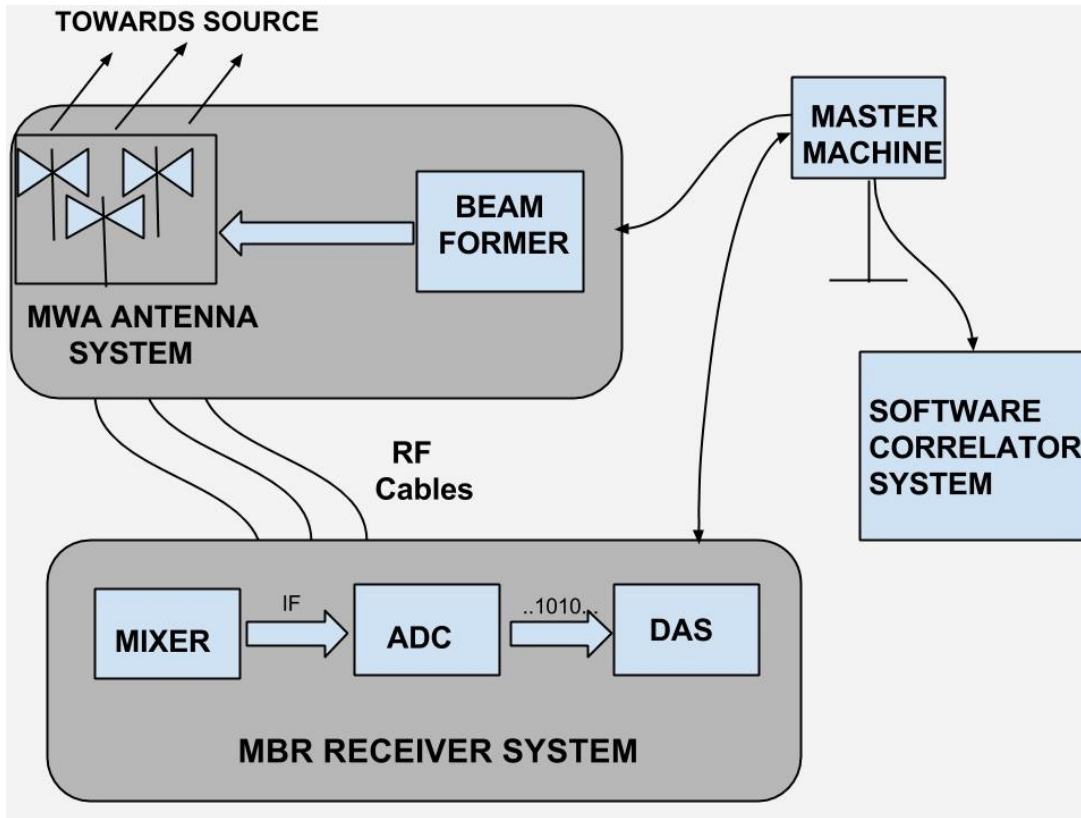 TOWARDS SOURCE
MASTER
MACHINE
BEAM
FORMER
MWA ANTENNA
SYSTEM
SOFTWARE
CORRELATOR
SYSTEM
RF
Cables
IF
..1010...
MIXER
ADC
DAS
MBR RECEIVER SYSTEM